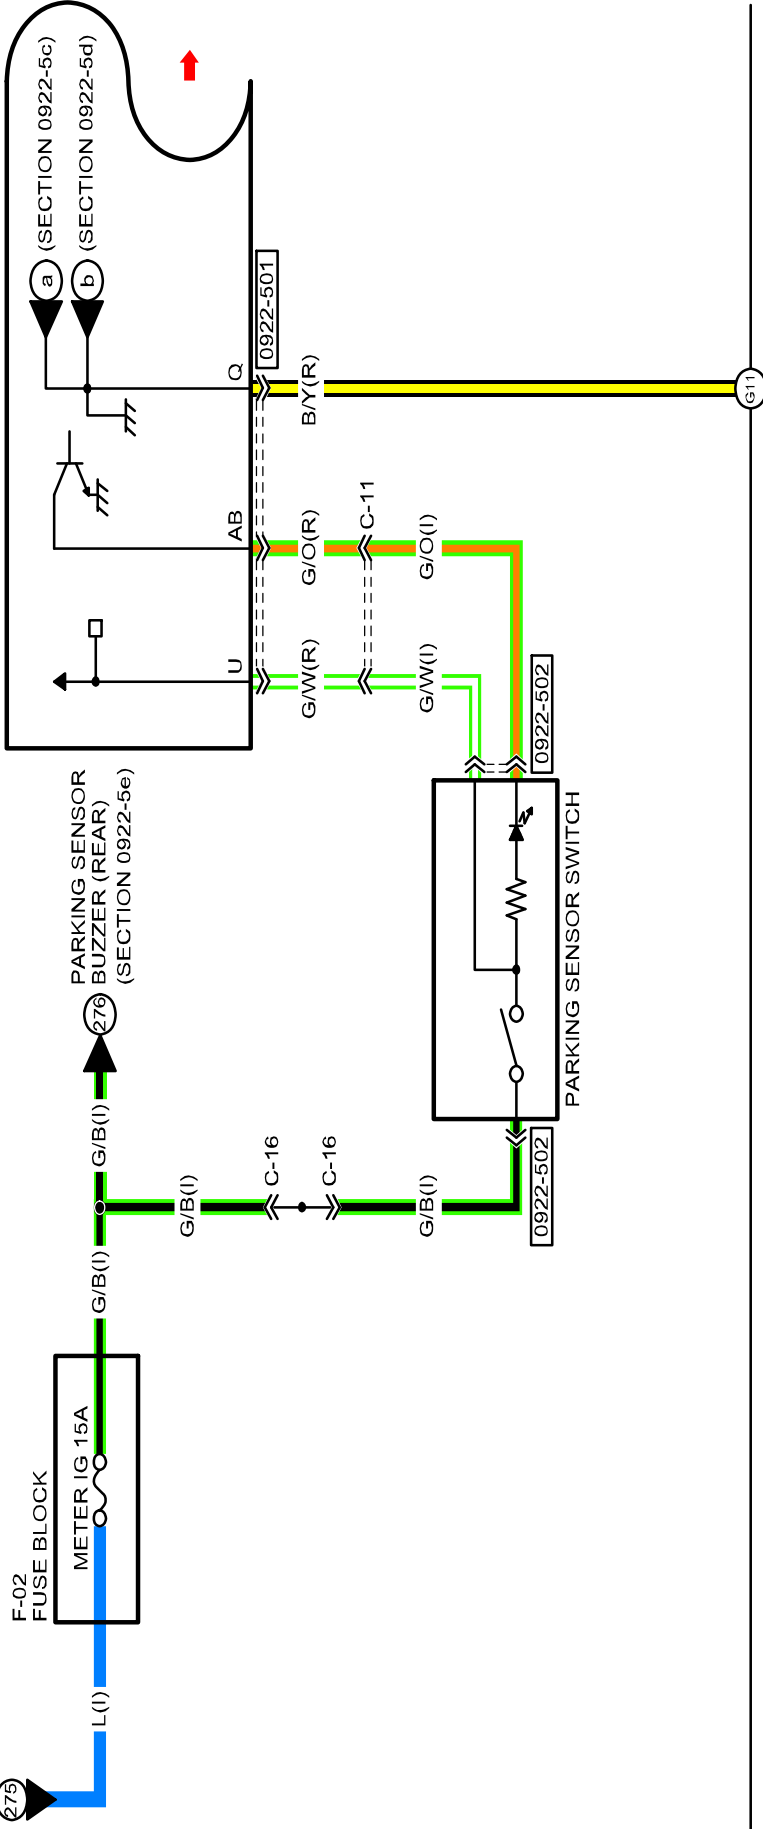 275
L(I)
F-02
FUSE BLOCK
METER IG 15A
G/B(I)
G/B(I)
276
PARKING SENSOR
BUZZER (REAR)
(SECTION 0922-5e)
G/B(I)
C-16
C-16
G/B(I)
0922-502
PARKING SENSOR SWITCH
0922-502
G/W(I)
G/O(I)
C-11
G/W(R)
G/O(R)
B/Y(R)
U
AB
Q
0922-501
a
(SECTION 0922-5c)
b
(SECTION 0922-5d)
G11